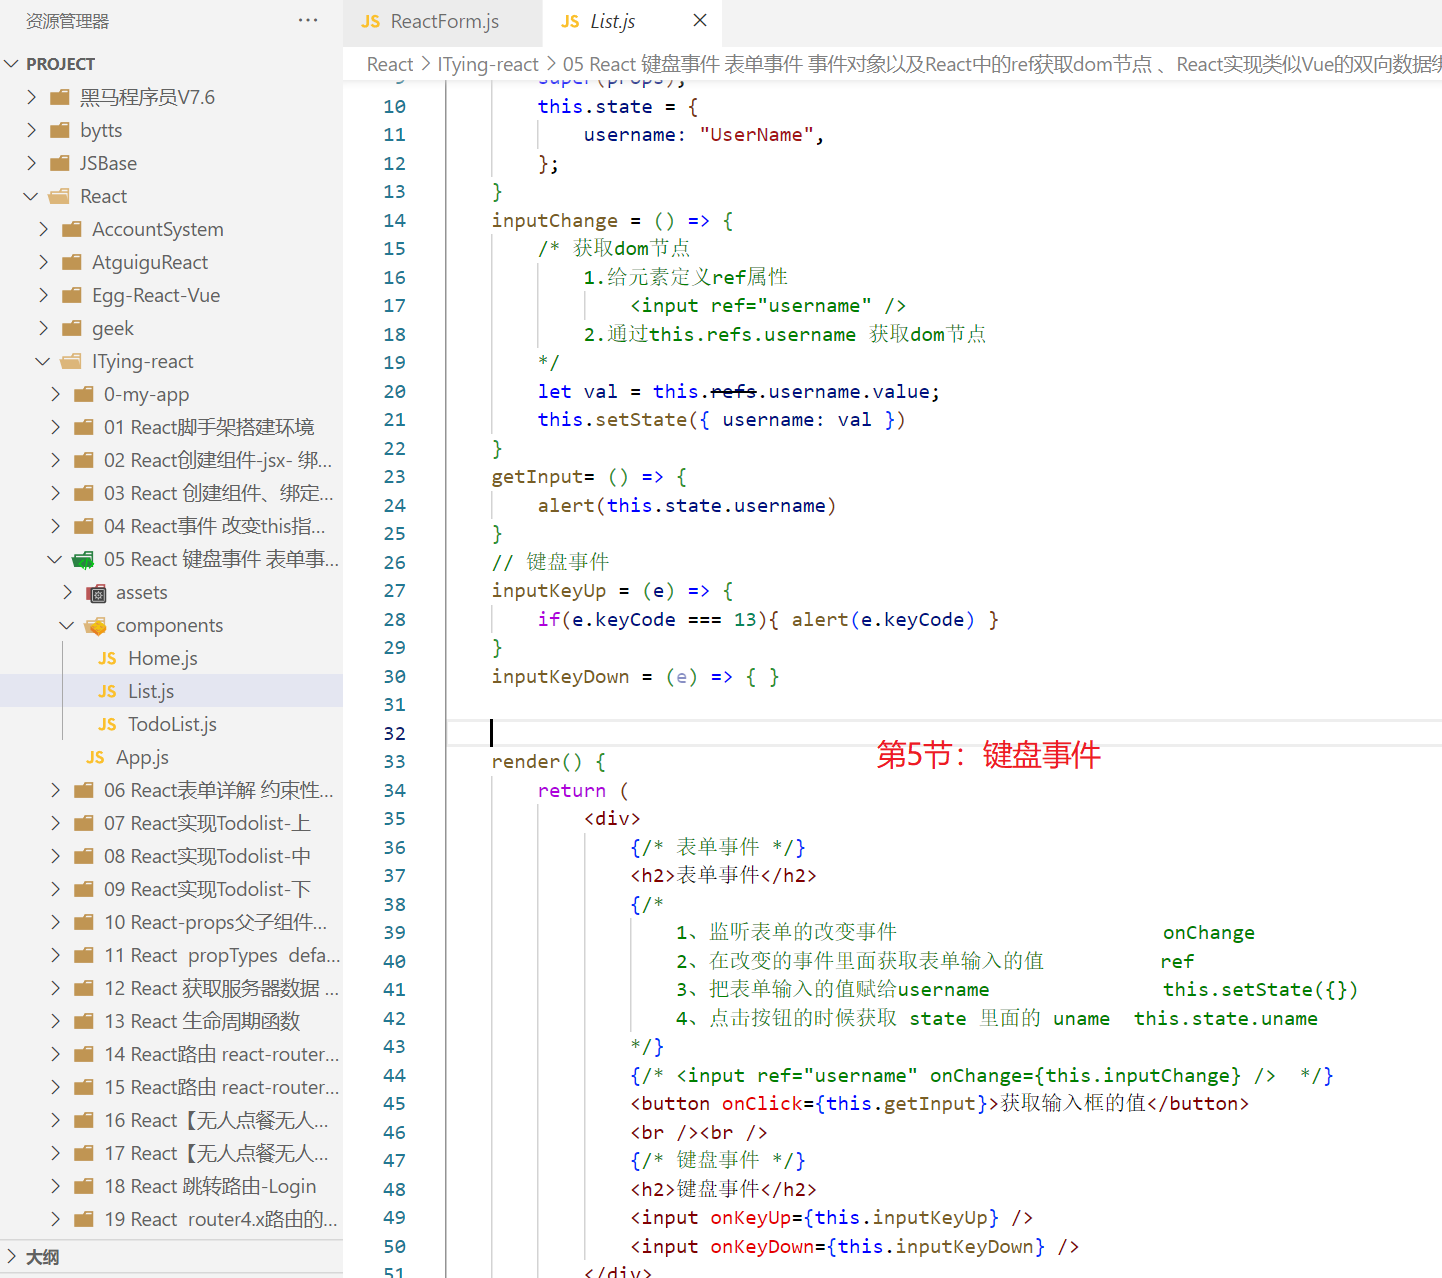 资源管理器
PROJECT
黑马程序员V7.6
bytts
JSBase
React
AccountSystem
AtguiguReact
Egg-React-Vue
geek
ITying-react
0-my-app
01 React脚手架搭建环境
02 React创建组件-jsx- 绑...
03 React 创建组件、绑定...
04 React事件 改变this指...
05 React 键盘事件 表单事...
assets
components
Home.js
List.js
TodoList.js
App.js
06 React表单详解 约束性...
07 React实现Todolist-上
08 React实现Todolist-中
09 React实现Todolist-下
10 React-props父子组件...
11 React propTypes defa...
12 React 获取服务器数据 ...
13 React 生命周期函数
14 React路由 react-router...
15 React路由 react-router...
16 React【无人点餐无人...
17 React【无人点餐无人...
18 React 跳转路由-Login
19 React router4.x路由的...
大纲
JS ReactForm.js
JS List.js
React > ITying-react > 05 React 键盘事件 表单事件 事件对象以及React中的ref获取dom节点 、React实现类似Vue的双向数据绑
9 super(props);
10 this.state = {
11 username: "UserName",
12 };
13 }
14 inputChange = () => {
15 /* 获取dom节点
16 1.给元素定义ref属性
17 <input ref="username" />
18 2.通过this.refs.username 获取dom节点
19 */
20 let val = this.refs.username.value;
21 this.setState({ username: val })
22 }
23 getInput= () => {
24 alert(this.state.username)
25 }
26 // 键盘事件
27 inputKeyUp = (e) => {
28 if(e.keyCode === 13){ alert(e.keyCode) }
29 }
30 inputKeyDown = (e) => { }
31
32
第5节：键盘事件
33 render() {
34 return (
35 <div>
36 {/* 表单事件 */}
37 <h2>表单事件</h2>
38 {/*
39 1、监听表单的改变事件 onChange
40 2、在改变的事件里面获取表单输入的值 ref
41 3、把表单输入的值赋给username this.setState({})
42 4、点击按钮的时候获取 state 里面的 uname this.state.uname
43 */}
44 {/* <input ref="username" onChange={this.inputChange} /> */}
45 <button onClick={this.getInput}>获取输入框的值</button>
46 <br /><br />
47 {/* 键盘事件 */}
48 <h2>键盘事件</h2>
49 <input onKeyUp={this.inputKeyUp} />
50 <input onKeyDown={this.inputKeyDown} />
51 </div>